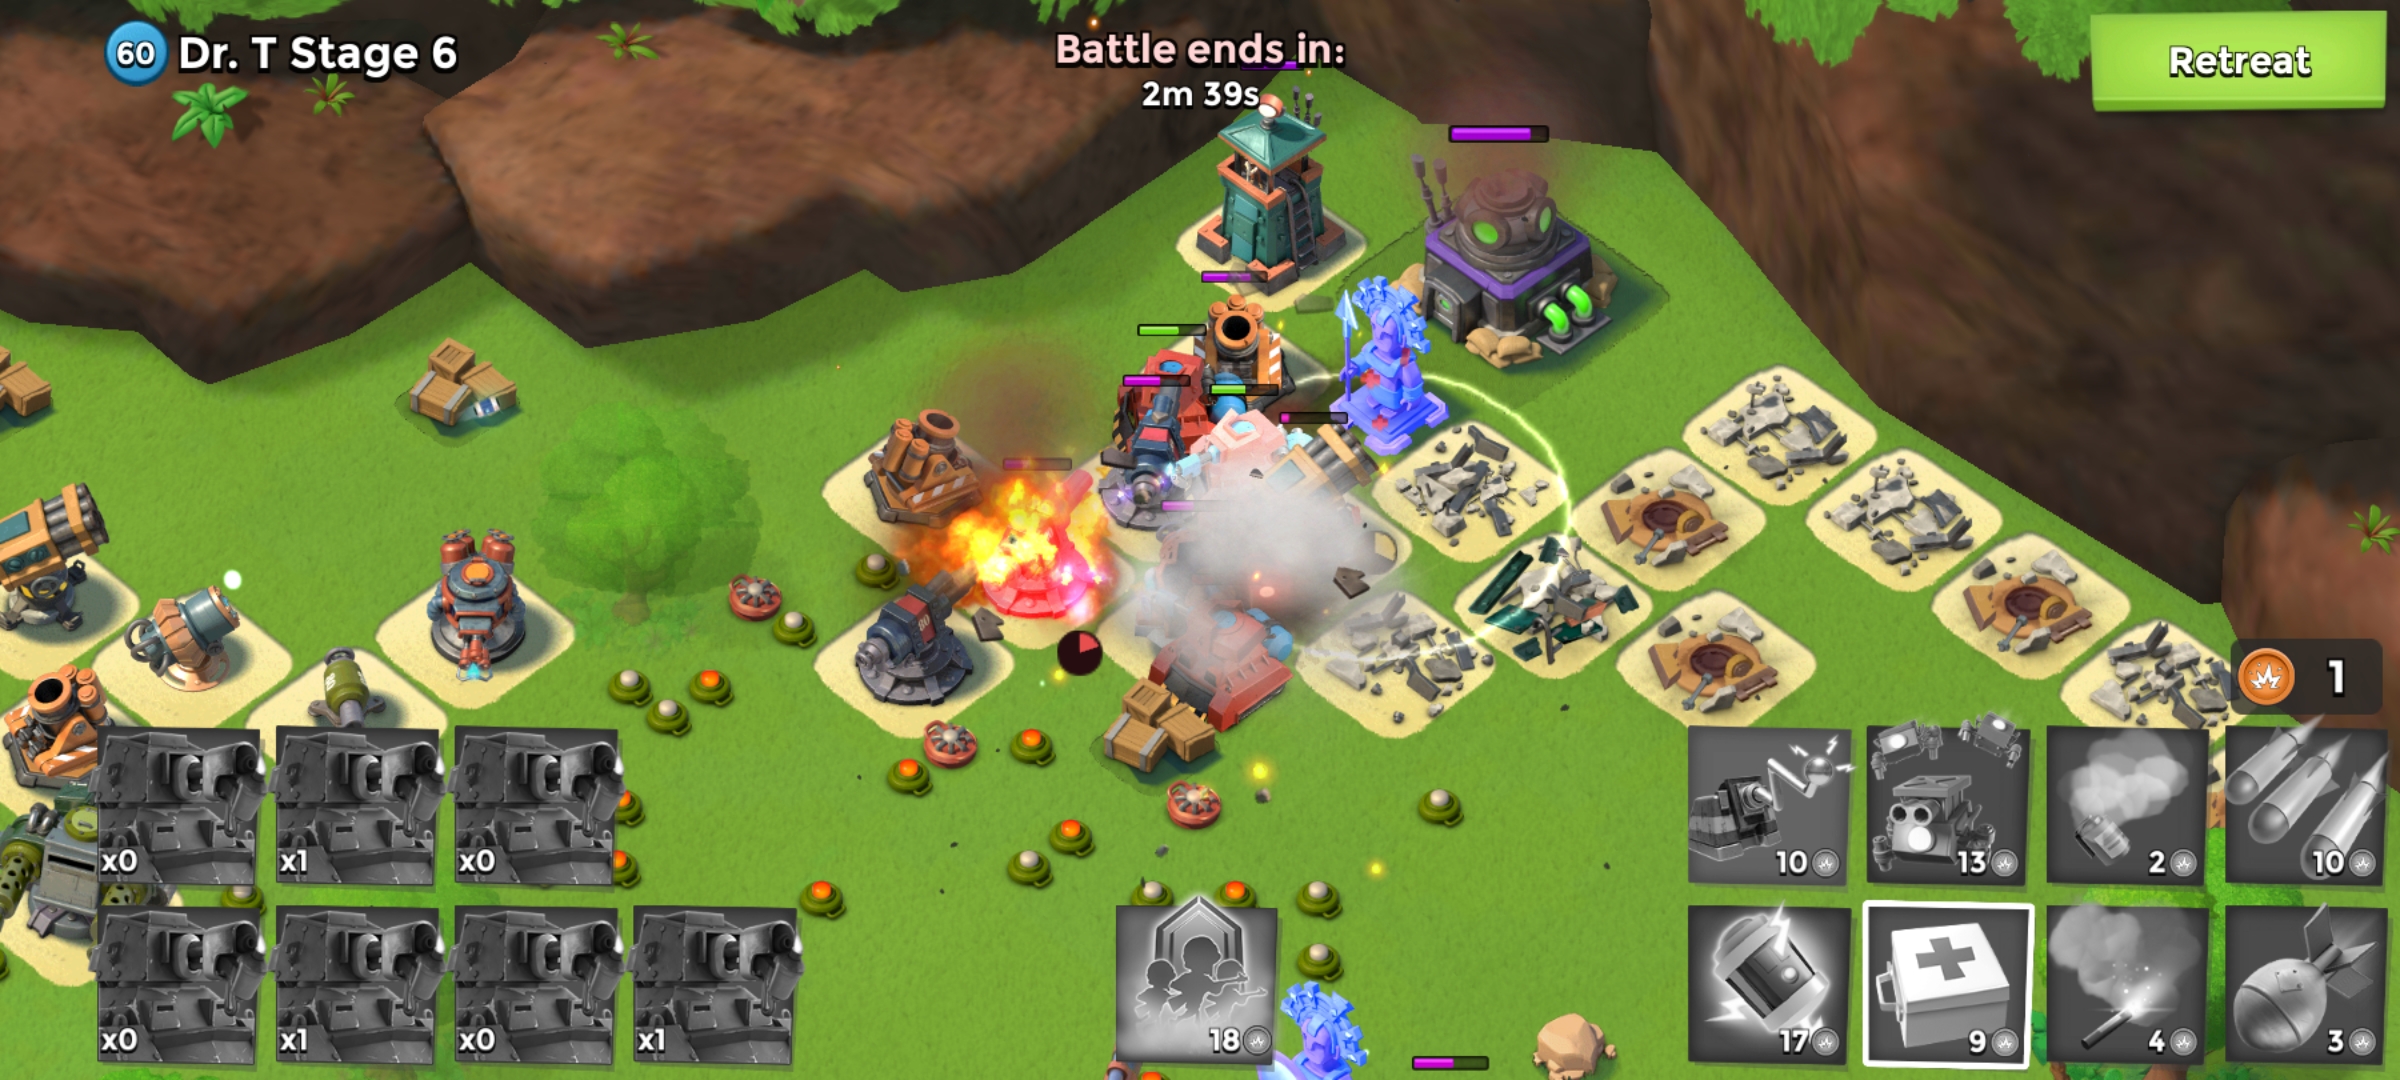 60 Dr. T Stage 6
Battle ends in:
2m 39s
Retreat
1
x0
x1
x0
10
13
2
10
x0
x1
x0
x1
18
17
9
4
3